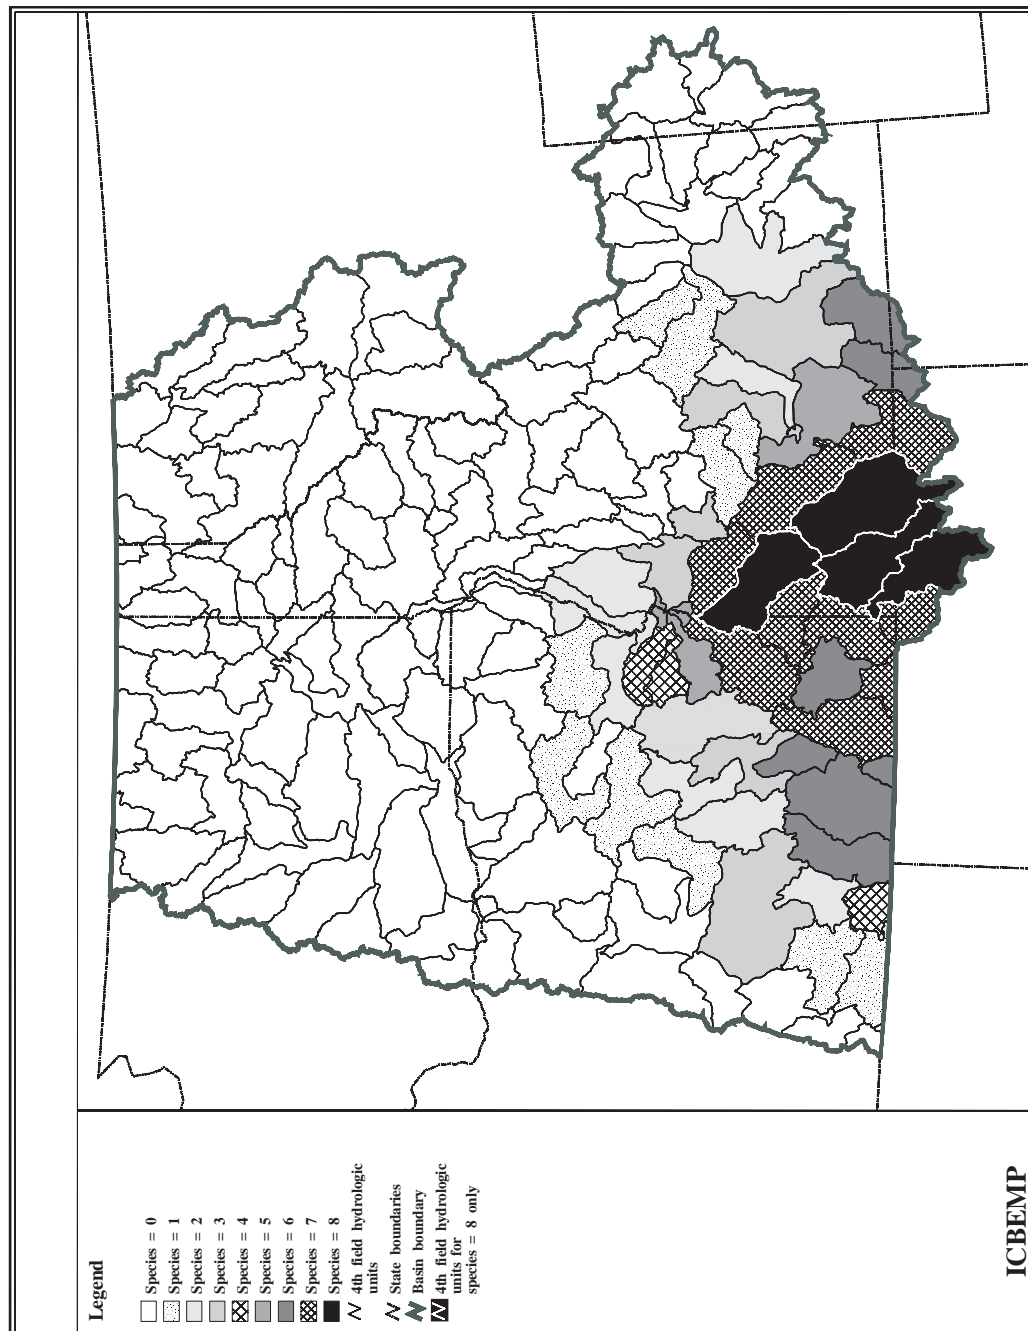 Legend
Species = 0
Species = 1
Species = 2
Species = 3
Species = 4
Species = 5
Species = 6
Species = 7
Species = 8
4th field hydrologic
units
State boundaries
Basin boundary
4th field hydrologic
units for
species = 8 only
ICBEMP